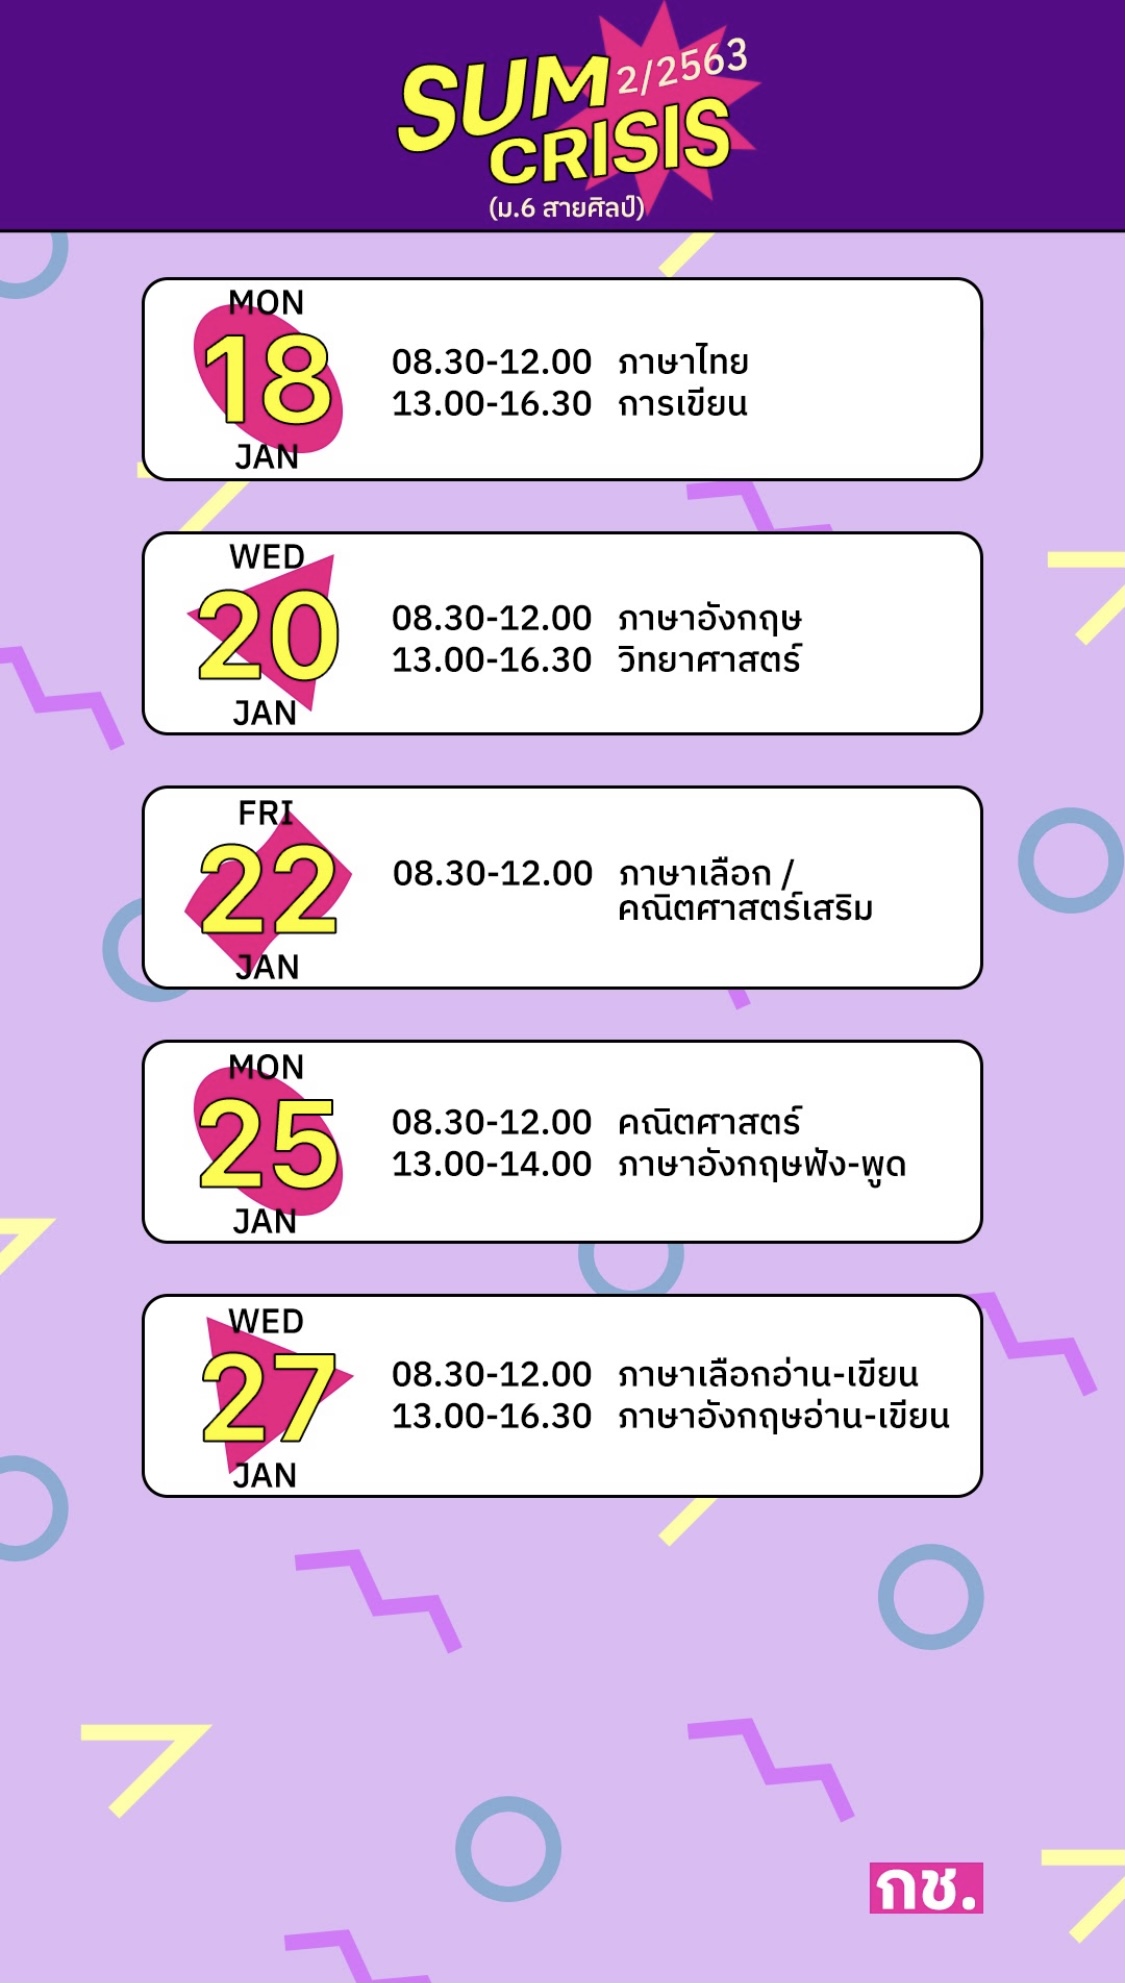 SUM 2/2563
CRISIS
(ม.6 สายศิลป์)
MON
18
JAN
08.30-12.00 ภาษาไทย
13.00-16.30 การเขียน
WED
20
JAN
08.30-12.00 ภาษาอังกฤษ
13.00-16.30 วิทยาศาสตร์
FRI
22
JAN
08.30-12.00 ภาษาเลือก /
คณิตศาสตร์เสริม
MON
25
JAN
08.30-12.00 คณิตศาสตร์
13.00-14.00 ภาษาอังกฤษฟัง-พูด
WED
27
JAN
08.30-12.00 ภาษาเลือกอ่าน-เขียน
13.00-16.30 ภาษาอังกฤษอ่าน-เขียน
กช.